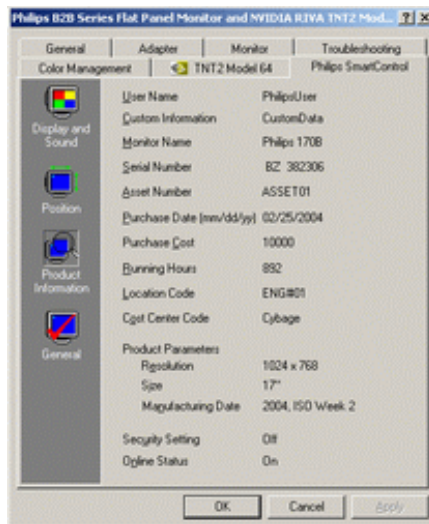 Philips B2B Series Flat Panel Monitor and NVIDIA RIVA TNT2 Mod... ? X
General Adapter Monitor Troubleshooting
Color Management TNT2 Model 64 Philips SmartControl
Display and Sound
Position
Product Information
General
User Name PhilipsUser
Custom Information CustomData
Monitor Name Philips 170B
Serial Number BZ 382306
Asset Number ASSET01
Purchase Date (mm/dd/yy) 02/25/2004
Purchase Cost 10000
Running Hours 892
Location Code ENG#01
Cost Center Code Cybage
Product Parameters
Resolution 1024 x 768
Size 17"
Manufacturing Date 2004, ISO Week 2
Security Setting Off
Online Status On
OK Cancel Apply